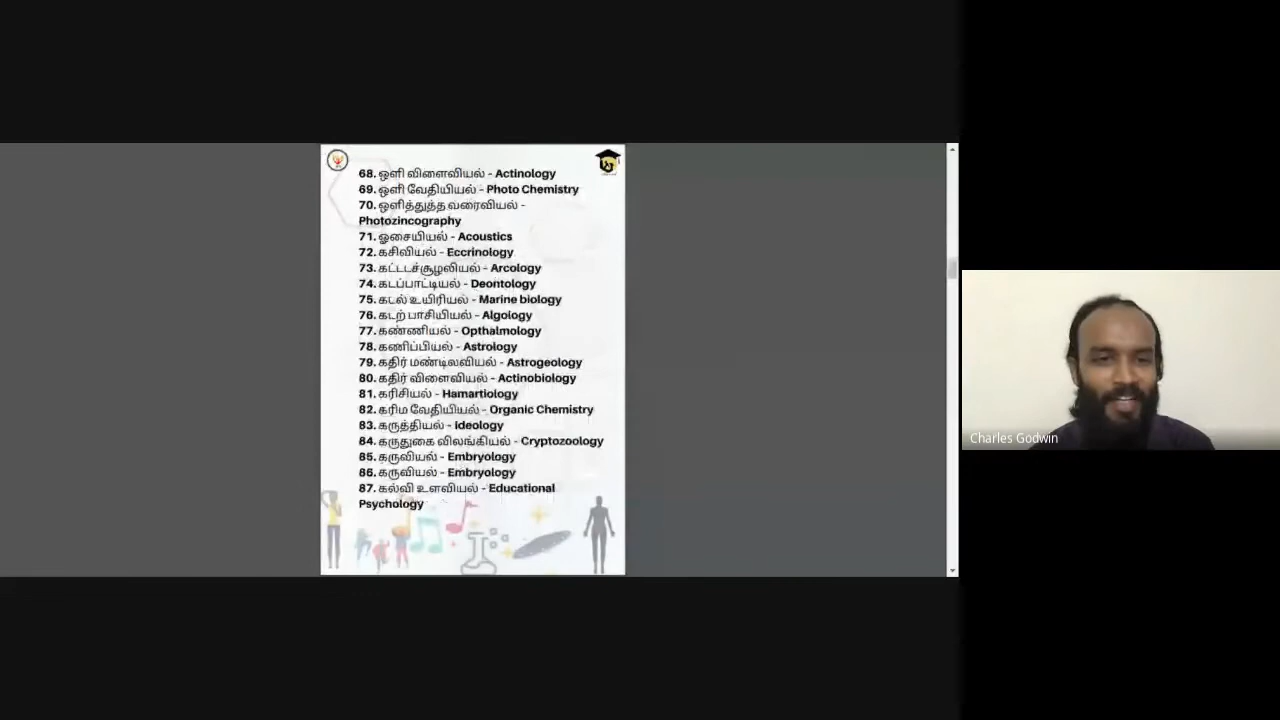 68. ஒளி விளைவியல் - Actinology
69. ஒளி வேதியியல் - Photo Chemistry
70. ஒளித்துத்த வரைவியல் -
Photozincography
71. ஓசையியல் - Acoustics
72. கசிவியல் - Eccrinology
73. கட்டடச்சூழலியல் - Arcology
74. கடப்பாட்டியல் - Deontology
75. கடல் உயிரியல் - Marine biology
76. கடற் பாசியியல் - Algology
77. கண்ணியல் - Opthalmology
78. கணிப்பியல் - Astrology
79. கதிர் மண்டிலவியல் - Astrogeology
80. கதிர் விளைவியல் - Actinobiology
81. கரிசியல் - Hamartiology
82. கரிம வேதியியல் - Organic Chemistry
83. கருத்தியல் - Ideology
84. கருதுகை விலங்கியல் - Cryptozoology
85. கருவியல் - Embryology
86. கருவியல் - Embryology
87. கல்வி உளவியல் - Educational
Psychology
Charles Godwin